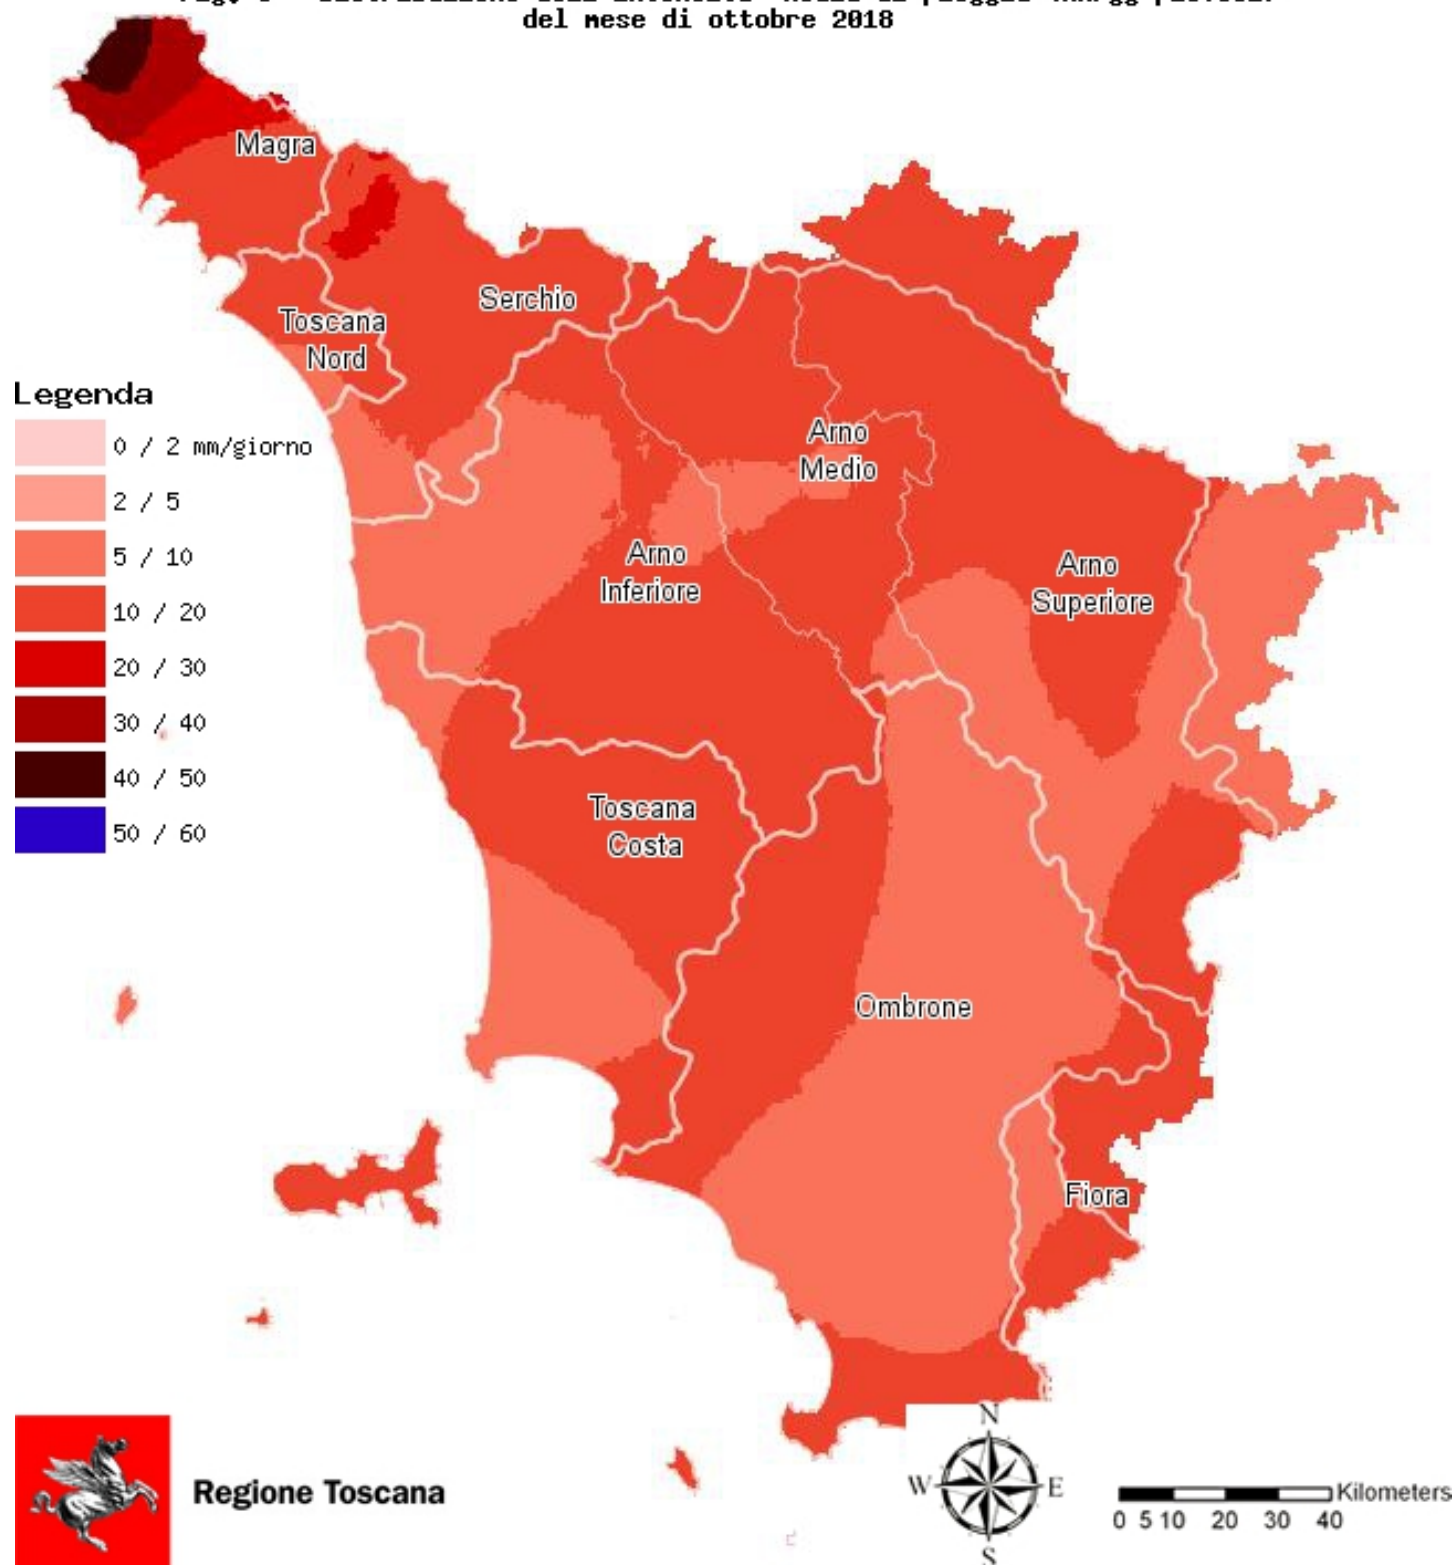 del mese di ottobre 2018
Magra
Serchio
Toscana
Nord
Legenda
0 / 2 mm/giorno
2 / 5
5 / 10
10 / 20
20 / 30
30 / 40
40 / 50
50 / 60
Arno
Medio
Arno
Inferiore
Arno
Superiore
Toscana
Costa
Ombrone
Fiora
Regione Toscana
N
W E
S
Kilometers
0 5 10 20 30 40